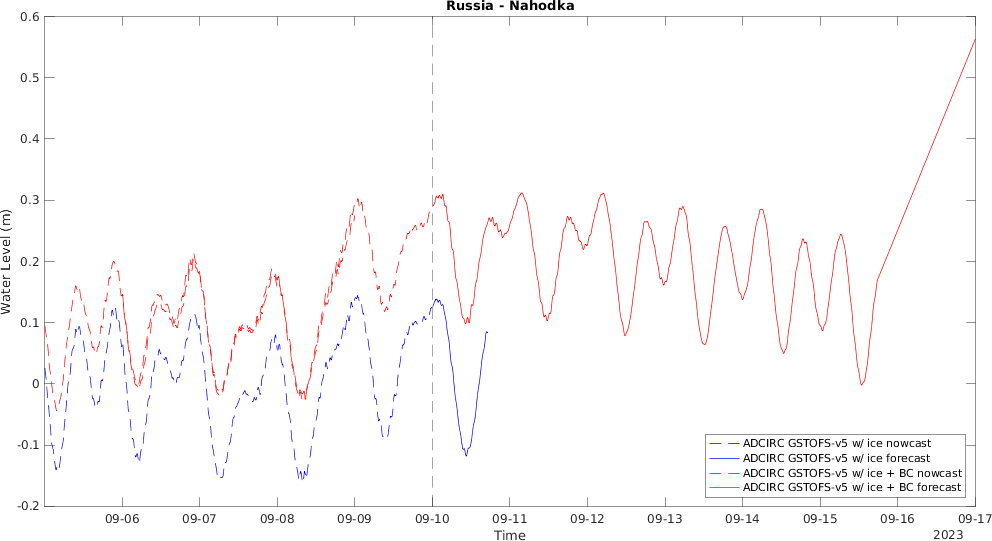 Russia - Nahodka
0.6
0.5
0.4
0.3
0.2
0.1
0
-0.1
-0.2
Water Level (m)
ADCIRC GSTOFS-v5 w/ ice nowcast
ADCIRC GSTOFS-v5 w/ ice forecast
ADCIRC GSTOFS-v5 w/ ice + BC nowcast
ADCIRC GSTOFS-v5 w/ ice + BC forecast
09-06 09-07 09-08 09-09 09-10 09-11 09-12 09-13 09-14 09-15 09-16 09-17
Time
2023